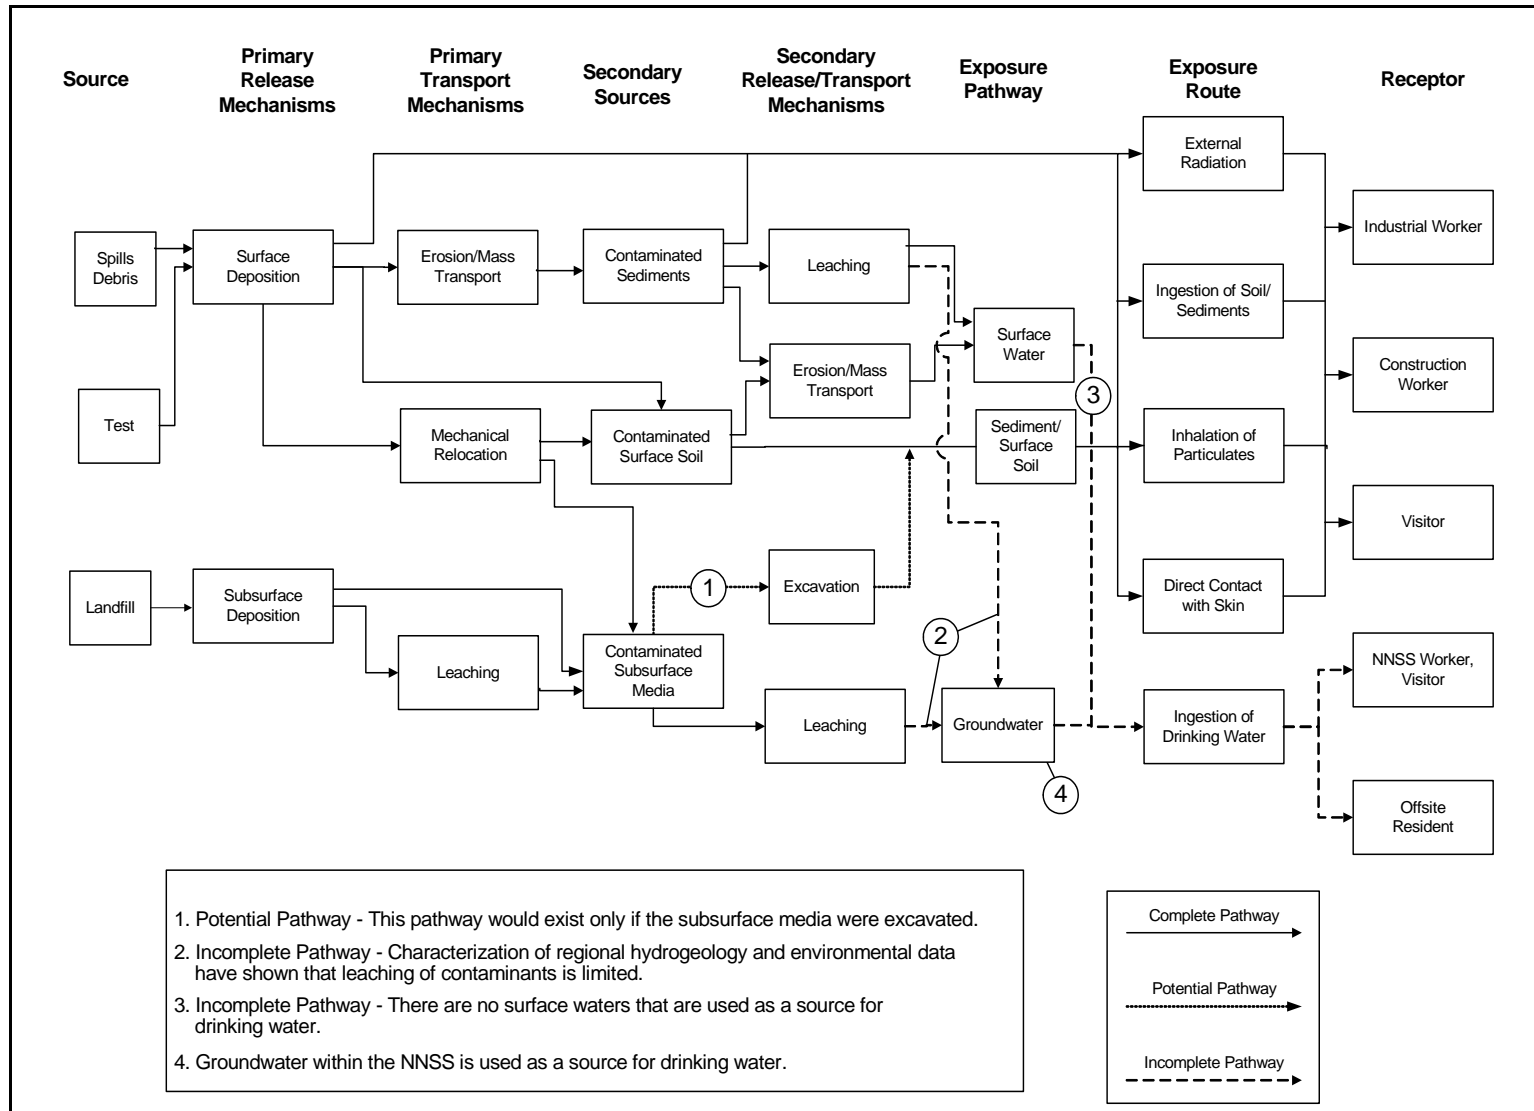 Source
Primary
Release
Mechanisms
Primary
Transport
Mechanisms
Secondary
Sources
Secondary
Release/Transport
Mechanisms
Exposure
Pathway
Exposure
Route
Receptor
External
Radiation
Industrial Worker
Spills
Debris
Surface
Deposition
Erosion/Mass
Transport
Contaminated
Sediments
Leaching
Ingestion of Soil/
Sediments
Surface
Water
Erosion/Mass
Transport
3
Construction
Worker
Test
Mechanical
Relocation
Contaminated
Surface Soil
Sediment/
Surface
Soil
Inhalation of
Particulates
Visitor
Landfill
Subsurface
Deposition
1
Excavation
Direct Contact
with Skin
2
Leaching
Contaminated
Subsurface
Media
NNSS Worker,
Visitor
Leaching
Groundwater
Ingestion of
Drinking Water
4
Offsite
Resident
1. Potential Pathway - This pathway would exist only if the subsurface media were excavated.
2. Incomplete Pathway - Characterization of regional hydrogeology and environmental data
have shown that leaching of contaminants is limited.
3. Incomplete Pathway - There are no surface waters that are used as a source for
drinking water.
4. Groundwater within the NNSS is used as a source for drinking water.
Complete Pathway
Potential Pathway
Incomplete Pathway